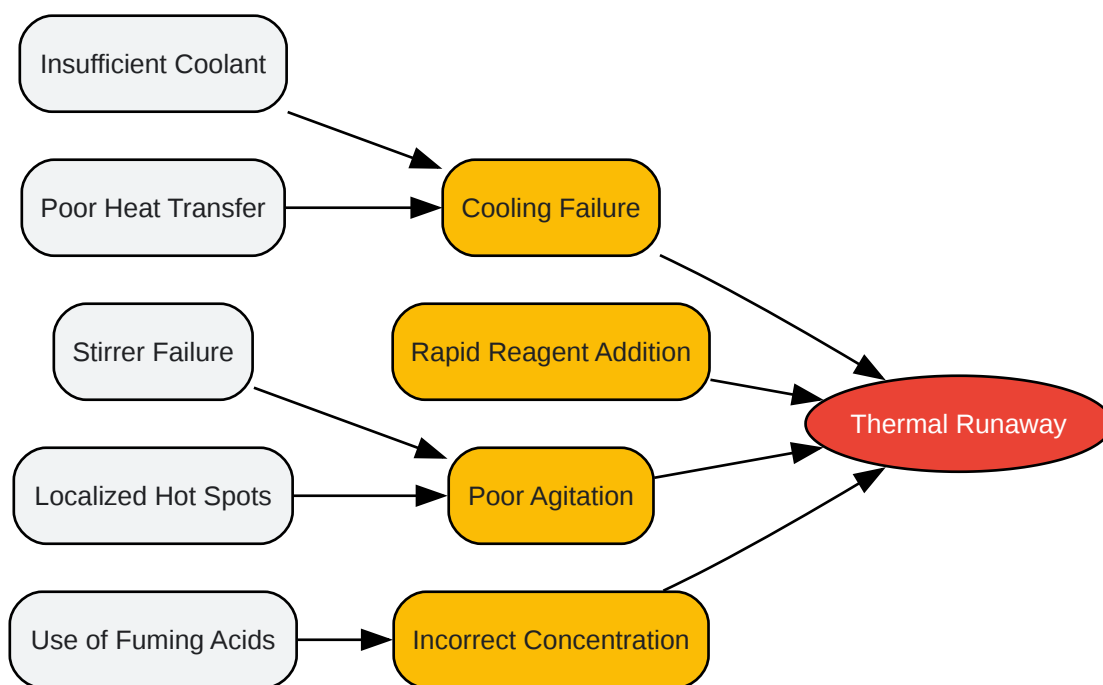 Insufficient Coolant
Poor Heat Transfer
Cooling Failure
Stirrer Failure
Rapid Reagent Addition
Thermal Runaway
Localized Hot Spots
Poor Agitation
Use of Fuming Acids
Incorrect Concentration